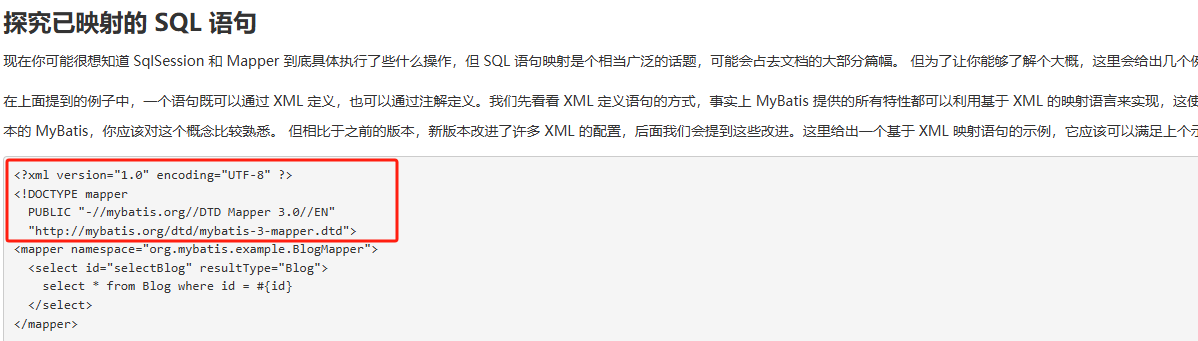 探究已映射的 SQL 语句
现在你可能很想知道 SqlSession 和 Mapper 到底具体执行了些什么操作，但 SQL 语句映射是个相当广泛的话题，可能会占去文档的大部分篇幅。 但为了让你能够了解个大概，这里会给出几个
在上面提到的例子中，一个语句既可以通过 XML 定义，也可以通过注解定义。我们先看看 XML 定义语句的方式，事实上 MyBatis 提供的所有特性都可以利用基于 XML 的映射语言来实现，这使
本的 MyBatis，你应该对这个概念比较熟悉。 但相比于之前的版本，新版本改进了许多 XML 的配置，后面我们会提到这些改进。这里给出一个基于 XML 映射语句的示例，它应该可以满足上个示
<?xml version="1.0" encoding="UTF-8" ?>
<!DOCTYPE mapper
PUBLIC "-//mybatis.org//DTD Mapper 3.0//EN"
"http://mybatis.org/dtd/mybatis-3-mapper.dtd">
<mapper namespace="org.mybatis.example.BlogMapper">
<select id="selectBlog" resultType="Blog">
select * from Blog where id = #{id}
</select>
</mapper>